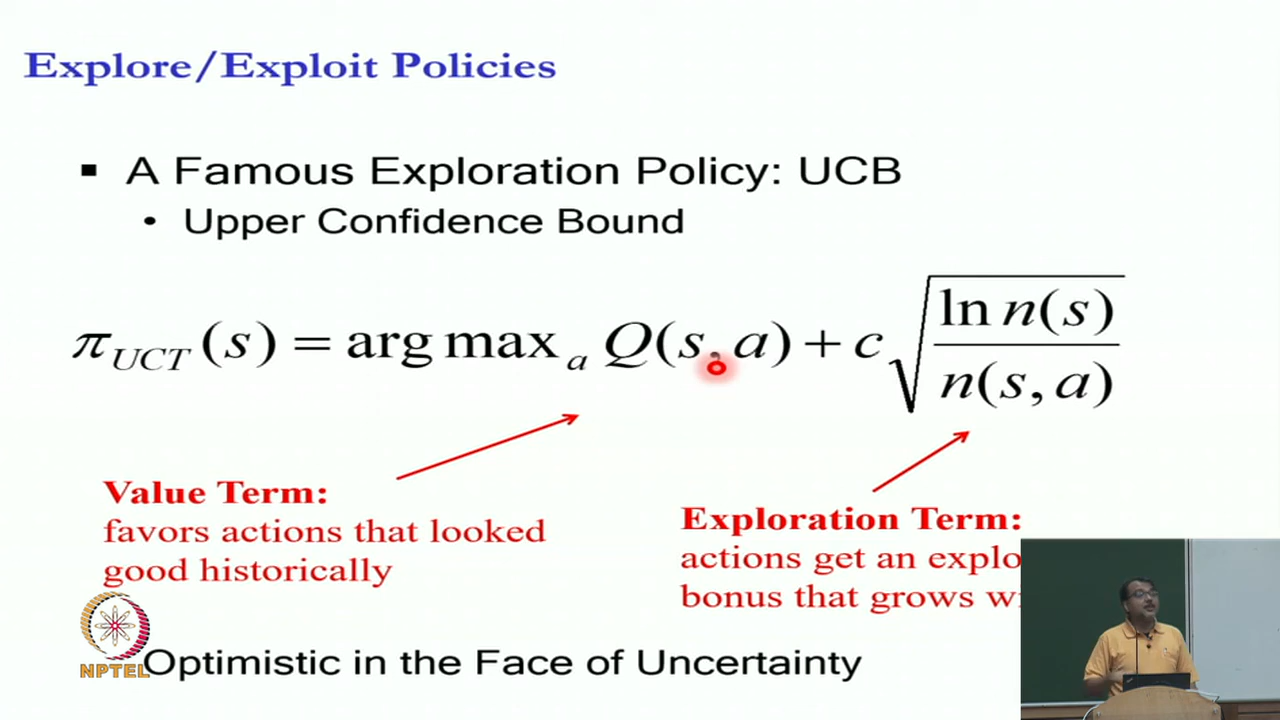 Explore/Exploit Policies
▪ A Famous Exploration Policy: UCB
• Upper Confidence Bound
π_UCT(s) = arg max_a Q(s, a) + c √(ln n(s) / n(s, a))
Value Term:
favors actions that looked
good historically
Exploration Term:
actions get an explo
bonus that grows w
NPTEL
Optimistic in the Face of Uncertainty